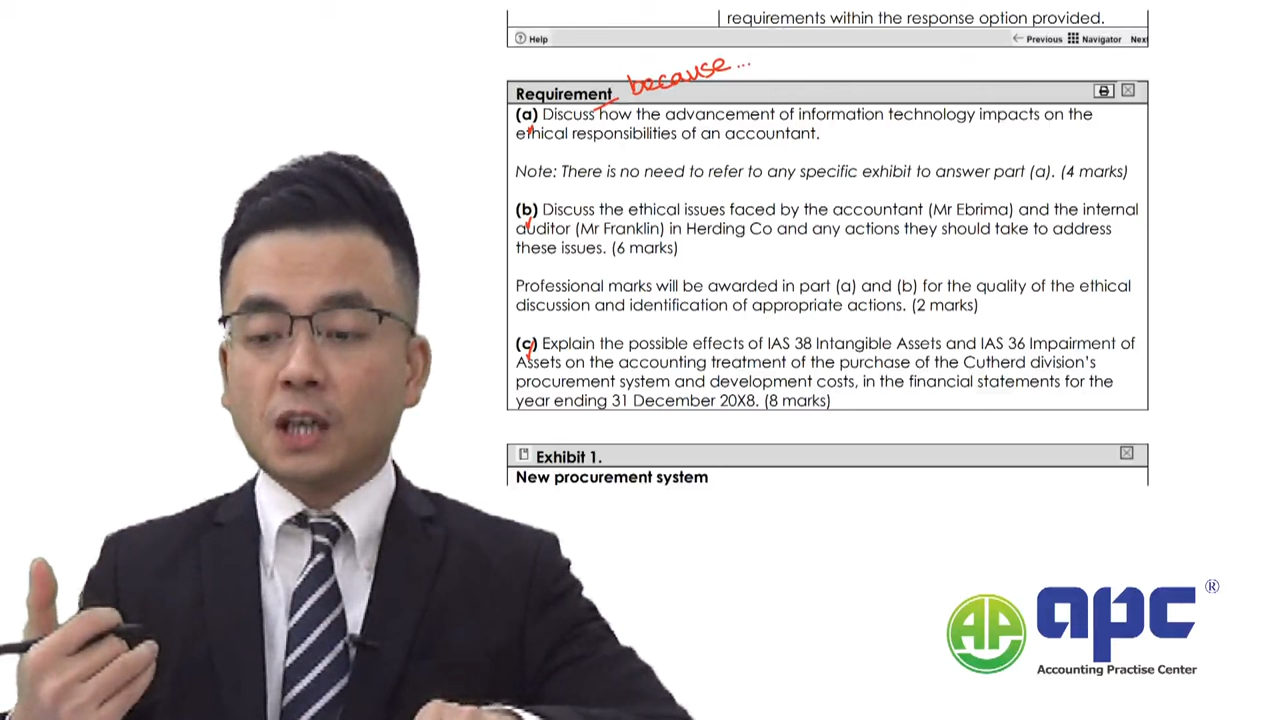 requirements within the response option provided.
Help
Previous Navigator Nex
because...
Requirement
(a) Discuss how the advancement of information technology impacts on the
ethical responsibilities of an accountant.
Note: There is no need to refer to any specific exhibit to answer part (a). (4 marks)
(b) Discuss the ethical issues faced by the accountant (Mr Ebrima) and the internal
auditor (Mr Franklin) in Herding Co and any actions they should take to address
these issues. (6 marks)
Professional marks will be awarded in part (a) and (b) for the quality of the ethical
discussion and identification of appropriate actions. (2 marks)
(c) Explain the possible effects of IAS 38 Intangible Assets and IAS 36 Impairment of
Assets on the accounting treatment of the purchase of the Cutherd division's
procurement system and development costs, in the financial statements for the
year ending 31 December 20X8. (8 marks)
Exhibit 1.
New procurement system
AP apc ®
Accounting Practise Center